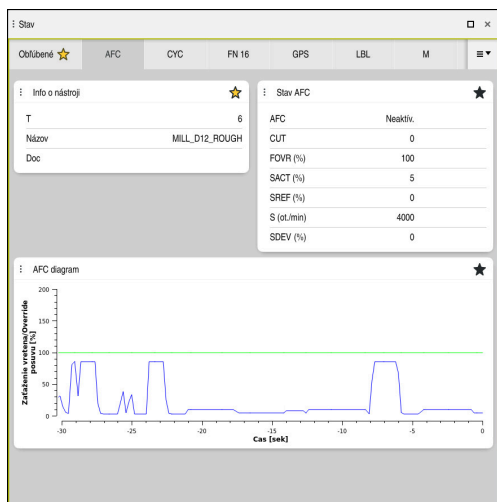 Stav
Obľúbené AFC CYC FN 16 GPS LBL M
Info o nástroji
T 6
Názov MILL_D12_ROUGH
Doc
Stav AFC
AFC Neaktív.
CUT 0
FOVR (%) 100
SACT (%) 5
SREF (%) 0
S (ot./min) 4000
SDEV (%) 0
AFC diagram
Zaťaženie vretena/Override
posuvu [%]
200
150
100
50
0
-30 -25 -20 -15 -10 -5 0
Cas [sek]